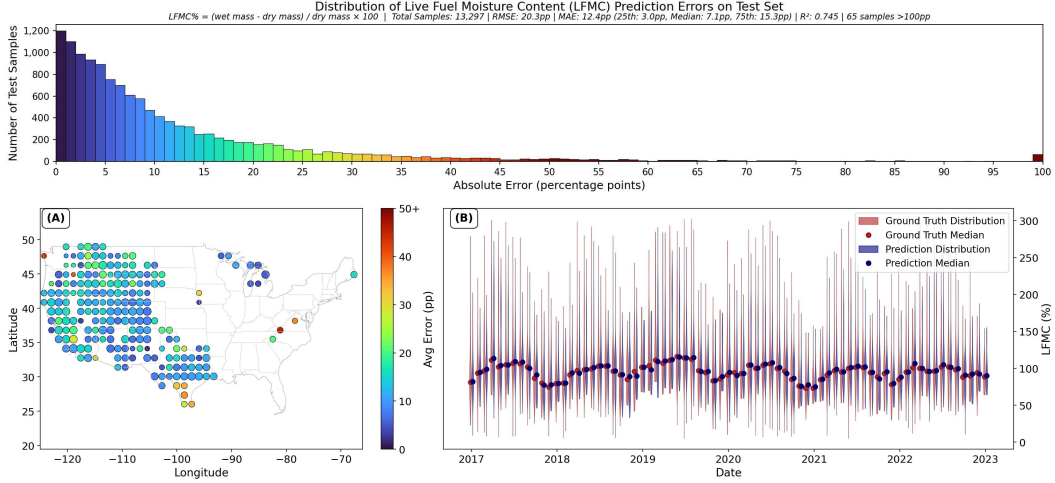 Distribution of Live Fuel Moisture Content (LFMC) Prediction Errors on Test Set
LFMC% = (wet mass - dry mass) / dry mass × 100 | Total Samples: 13,297 | RMSE: 20.3pp | MAE: 12.4pp (25th: 3.0pp, Median: 7.1pp, 75th: 15.3pp) | R²: 0.745 | 65 samples >100pp
Number of Test Samples
1,200
1,000
800
600
400
200
0
0 5 10 15 20 25 30 35 40 45 50 55 60 65 70 75 80 85 90 95 100
Absolute Error (percentage points)
(A)
Latitude
50
45
40
35
30
25
20
−120 −110 −100 −90 −80 −70
Longitude
50+
40
30
20
10
0
Avg Error (pp)
(B)
Ground Truth Distribution
Ground Truth Median
Prediction Distribution
Prediction Median
300
250
200
150
100
50
0
LFMC (%)
2017 2018 2019 2020 2021 2022 2023
Date